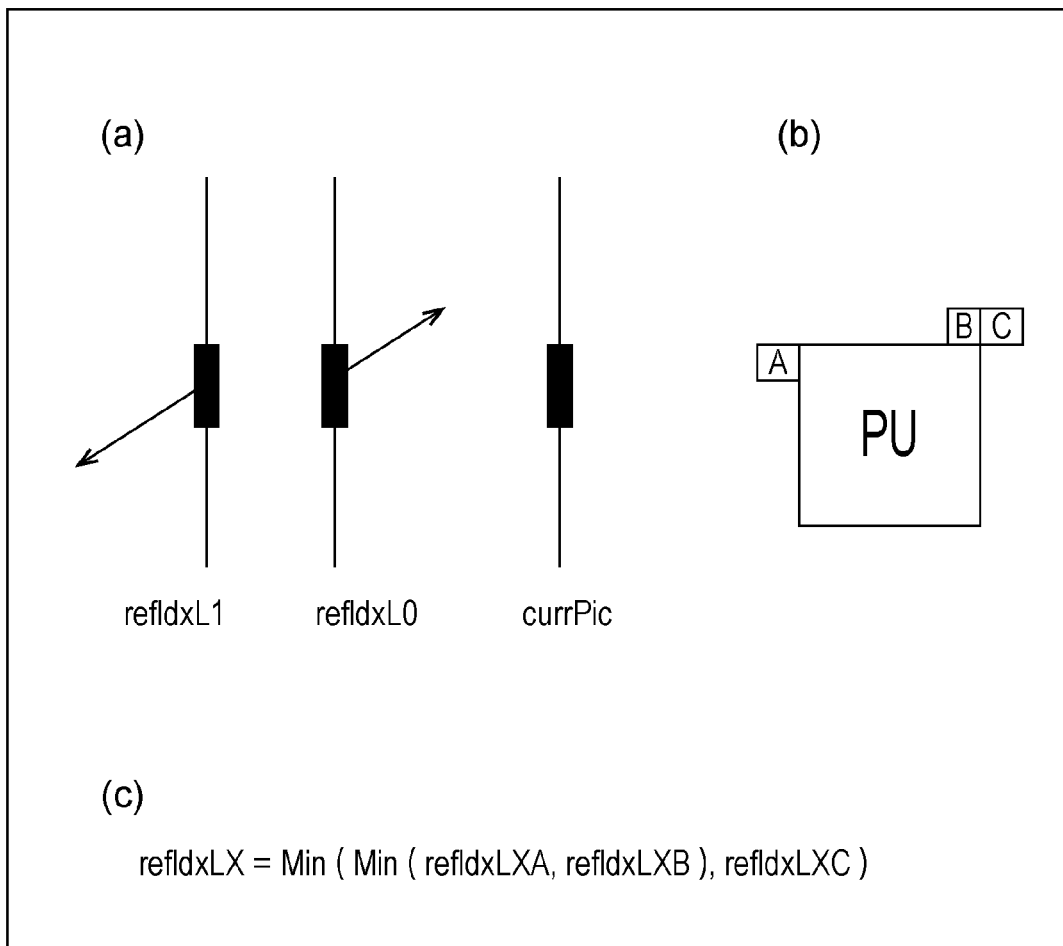 (a)
(b)
B C
A
PU
refIdxL1 refIdxL0 currPic
(c)
refIdxLX = Min ( Min ( refIdxLXA, refIdxLXB ), refIdxLXC )